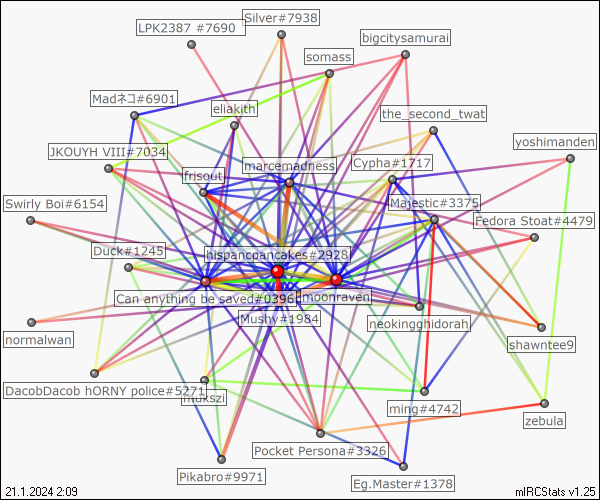 LPK2387 #7690
Silver#7938
bigcitysamurai
somass
Madネコ#6901
eliakith
the_second_twat
yoshimanden
JKOUYH VIII#7034
marcemadness
Cypha#1717
frisout
Swirly Boi#6154
Majestic#3375
Fedora Stoat#4479
Duck#1245
hispanopancakes#2928
Can anything be saved#0396
moonraven
Mushy#1984
neokingghidorah
normalwan
shawntee9
DacobDacob hORNY police#5271
mukszi
ming#4742
zebula
Pocket Persona#3326
Pikabro#9971
Eg.Master#1378
21.1.2024 2:09
mIRCStats v1.25